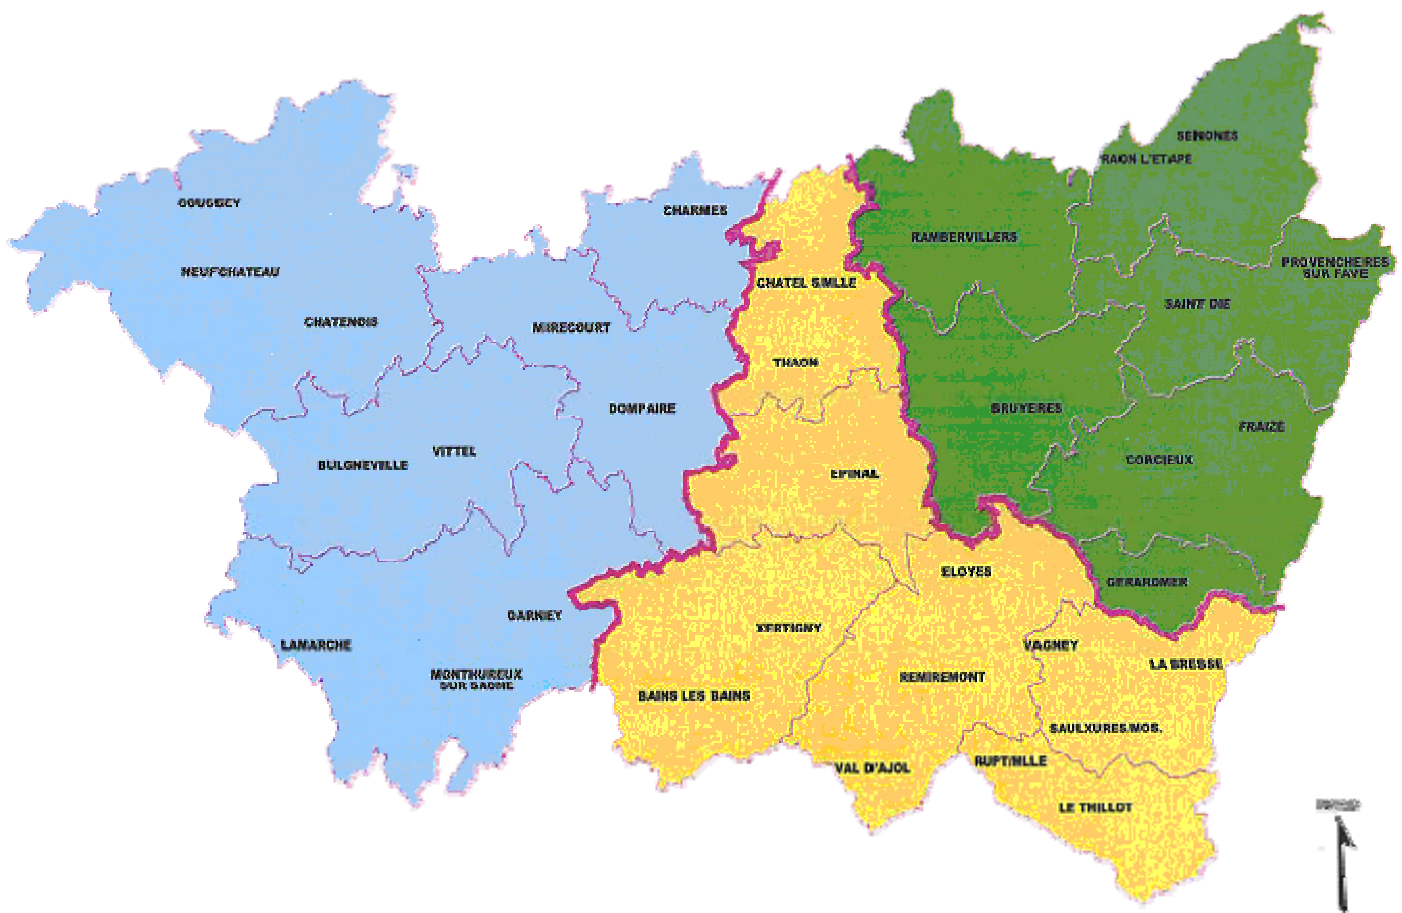 SENONES
RAON L'ETAPE
COUSSEY
CHARMES
RAMBERVILLERS
PROVENCHEIRES
SUR FAVE
NEUFCHATEAU
CHATEL S/MLLE
SAINT DIE
CHATENOIS
MIRECOURT
THAON
DOMPAIRE
BRUYERES
FRAIZE
VITTEL
BULGNEVILLE
CORCIEUX
EPINAL
ELOYES
GERARDMER
DARNEY
XERTIGNY
LAMARCHE
VAGNEY
LA BRESSE
MONTHUREUX
SUR SAONE
REMIREMONT
BAINS LES BAINS
SAULXURES/MOS.
RUPT/MLLE
VAL D'AJOL
LE THILLOT